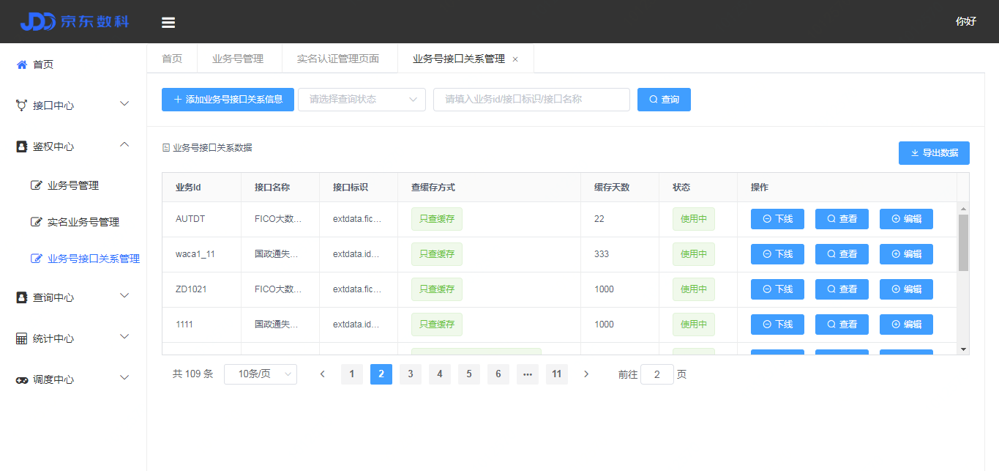 JDD 京东数科
你好
首页
接口中心
鉴权中心
业务号管理
实名业务号管理
业务号接口关系管理
查询中心
统计中心
调度中心
首页 业务号管理 实名认证管理页面 业务号接口关系管理 ×
+ 添加业务号接口关系信息 请选择查询状态 请填入业务id/接口标识/接口名称 查询
业务号接口关系数据
导出数据
业务Id 接口名称 接口标识 查缓存方式 缓存天数 状态 操作
AUTDT FICO大数... extdata.fic... 只查缓存 22 使用中 下线 查看 编辑
waca1_11 国政通失... extdata.id... 只查缓存 333 使用中 下线 查看 编辑
ZD1021 FICO大数... extdata.fic... 只查缓存 1000 使用中 下线 查看 编辑
1111 国政通失... extdata.id... 只查缓存 1000 使用中 下线 查看 编辑
共 109 条 10条/页 < 1 2 3 4 5 6 ••• 11 > 前往 2 页